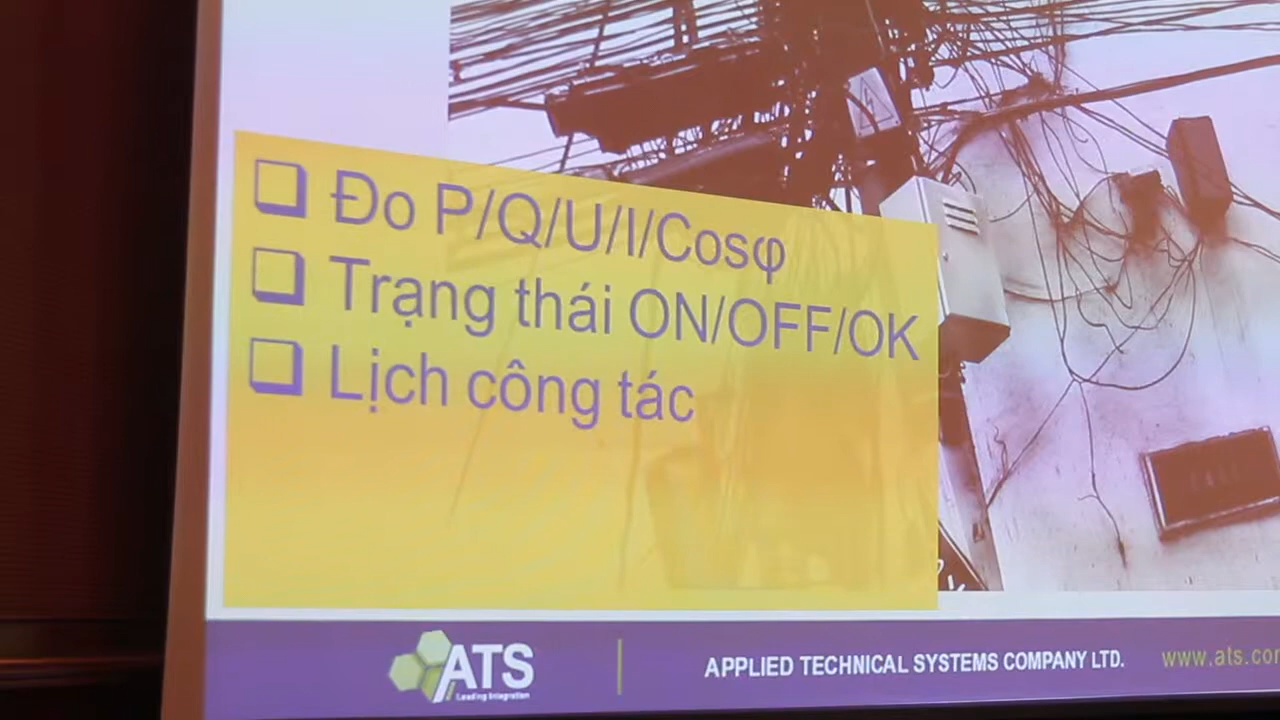 ❑ Đo P/Q/U/I/Cosφ
❑ Trạng thái ON/OFF/OK
❑ Lịch công tác
ATS
Leading Integration
APPLIED TECHNICAL SYSTEMS COMPANY LTD.
www.ats.com